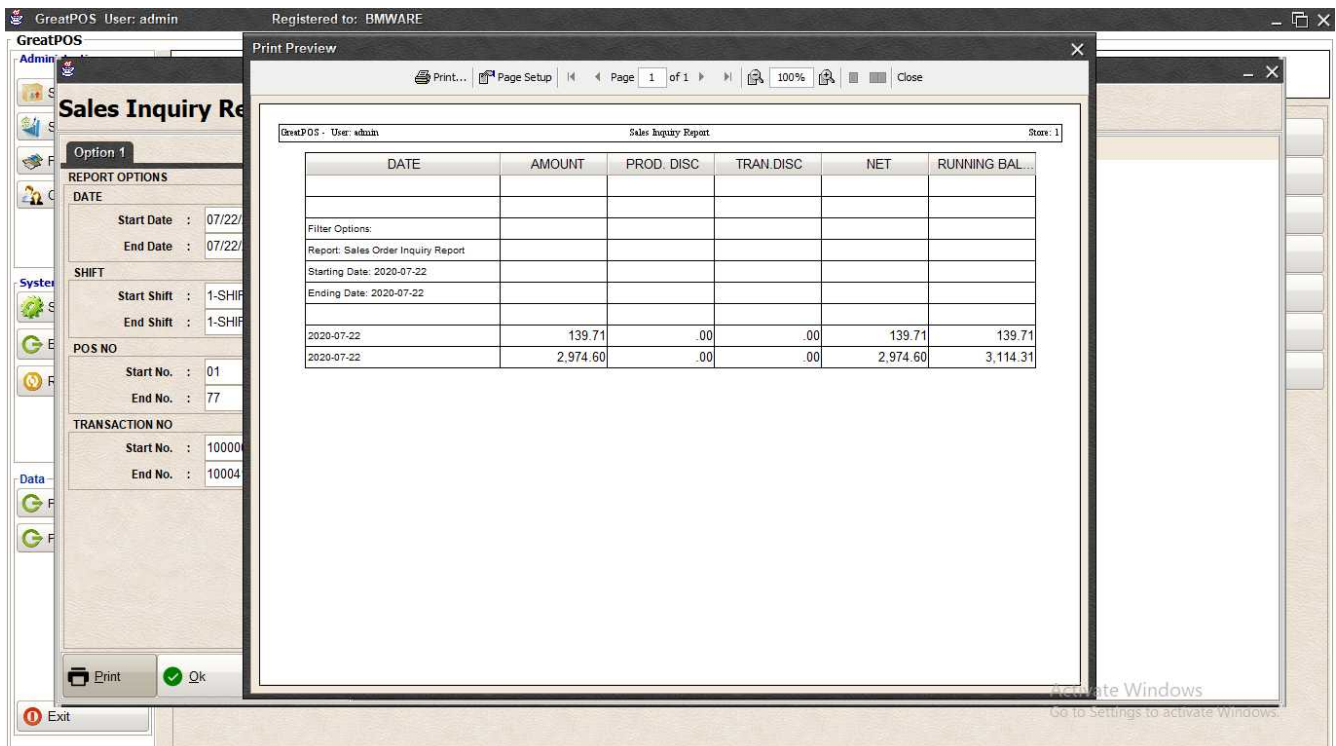 GreatPOS User: admin Registered to: BMWARE
GreatPOS
Sales Inquiry Re
Option 1
REPORT OPTIONS
DATE
Start Date : 07/22/
End Date : 07/22/
SHIFT
Start Shift : 1-SHIF
End Shift : 1-SHIF
POS NO
Start No. : 01
End No. : 77
TRANSACTION NO
Start No. : 10000
End No. : 10004
Print Ok
Data
Exit
Print Preview
Print... Page Setup Page 1 of 1 100% Close
GreatPOS - User: admin Sales Inquiry Report Store: 1
DATE AMOUNT PROD. DISC TRAN.DISC NET RUNNING BAL...
Filter Options:
Report: Sales Order Inquiry Report
Starting Date: 2020-07-22
Ending Date: 2020-07-22
2020-07-22 139.71 .00 .00 139.71 139.71
2020-07-22 2,974.60 .00 .00 2,974.60 3,114.31
Activate Windows
Go to Settings to activate Windows.